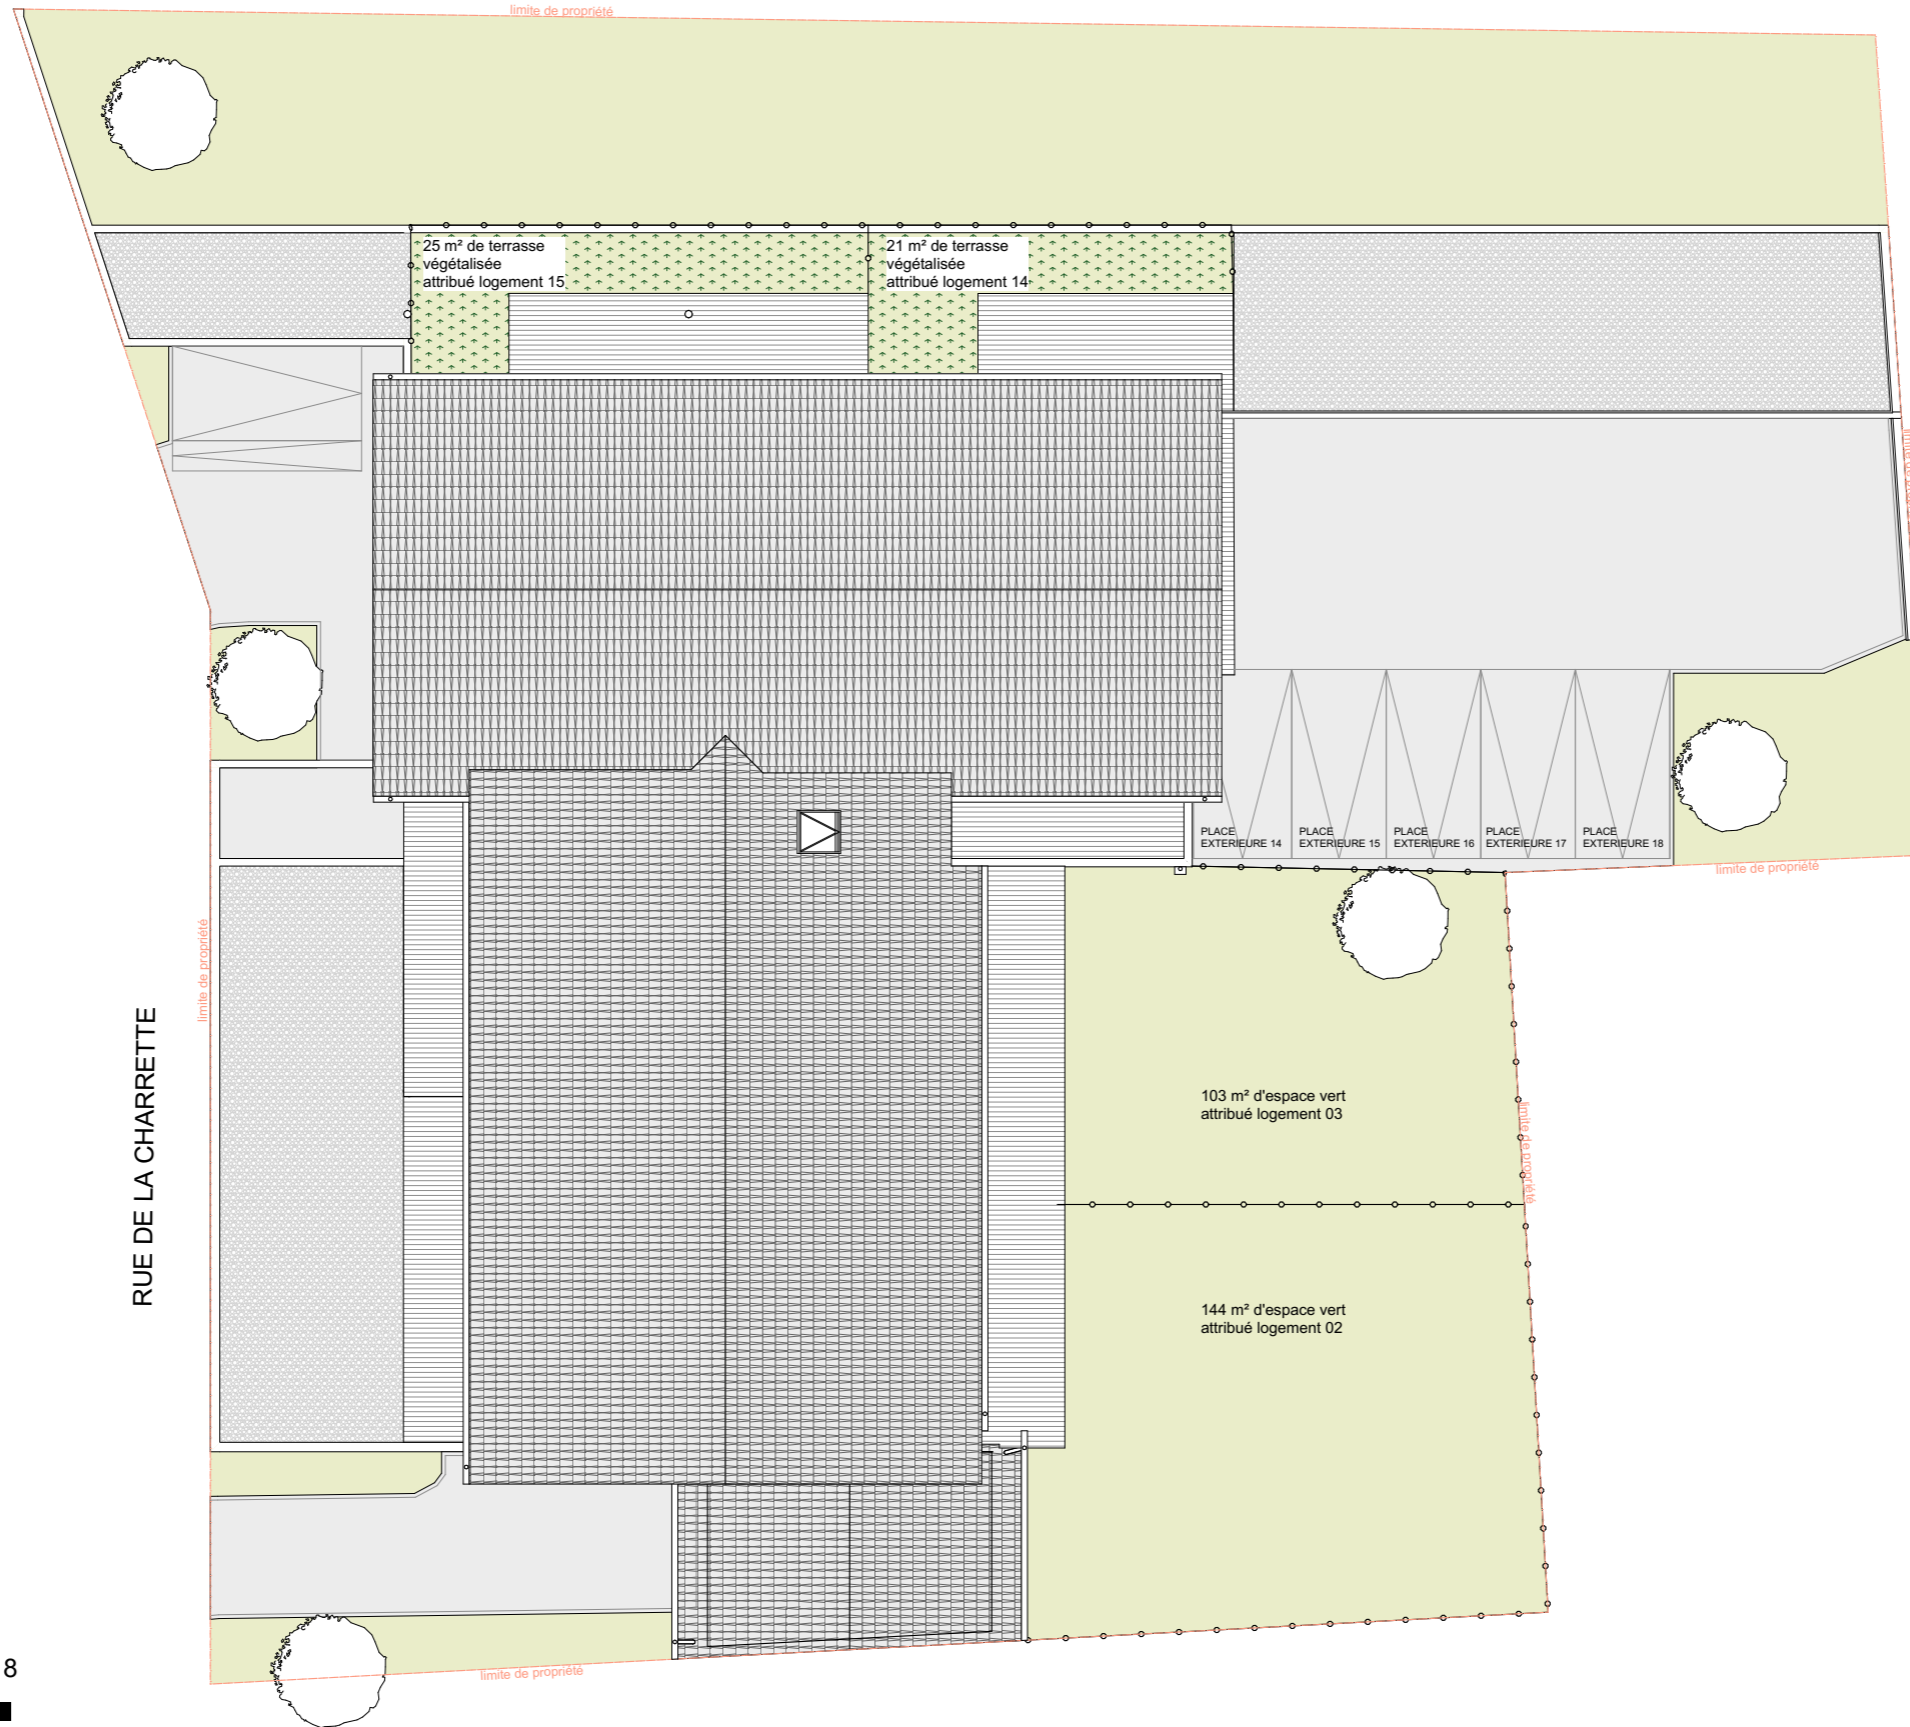 limite de propriété
25 m² de terrasse
végétalisée
attribué logement 15
21 m² de terrasse
végétalisée
attribué logement 14
PLACE
EXTERIEURE 14
PLACE
EXTERIEURE 15
PLACE
EXTERIEURE 16
PLACE
EXTERIEURE 17
PLACE
EXTERIEURE 18
limite de propriété
limite de propriété
RUE DE LA CHARRETTE
103 m² d'espace vert
attribué logement 03
limite de propriété
144 m² d'espace vert
attribué logement 02
limite de propriété
8